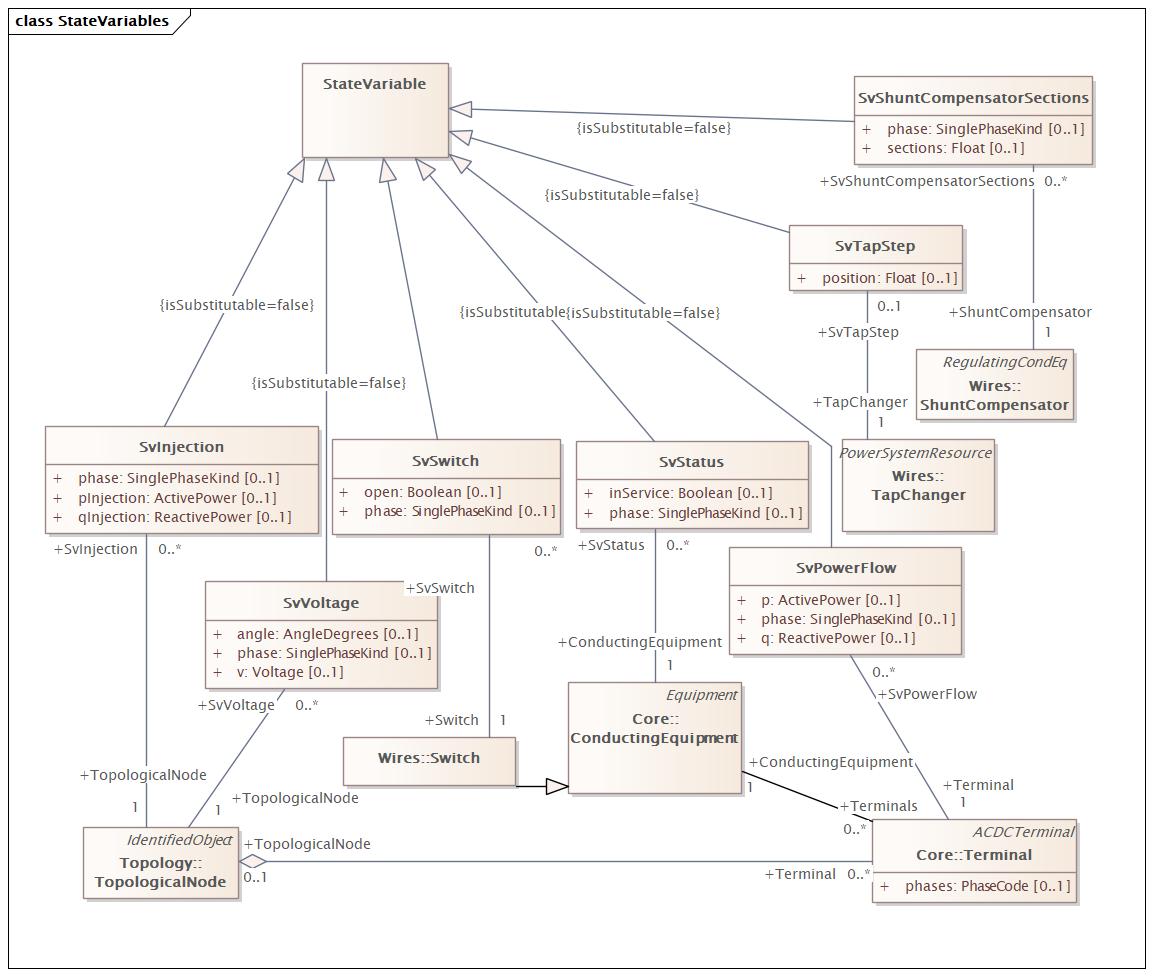 class StateVariables
StateVariable
SvShuntCompensatorSections
+ phase: SinglePhaseKind [0..1]
+ sections: Float [0..1]
{isSubstitutable=false}
+SvShuntCompensatorSections 0..*
{isSubstitutable=false}
SvTapStep
+ position: Float [0..1]
0..1
+SvTapStep
+ShuntCompensator
1
{isSubstitutable=false}
{isSubstitutable
{isSubstitutable=false}
RegulatingCondEq
Wires::
ShuntCompensator
{isSubstitutable=false}
+TapChanger
1
SvInjection
+ phase: SinglePhaseKind [0..1]
+ pInjection: ActivePower [0..1]
+ qInjection: ReactivePower [0..1]
+SvInjection 0..*
SvSwitch
+ open: Boolean [0..1]
+ phase: SinglePhaseKind [0..1]
0..*
+SvSwitch
SvStatus
+ inService: Boolean [0..1]
+ phase: SinglePhaseKind [0..1]
+SvStatus 0..*
PowerSystemResource
Wires::
TapChanger
SvPowerFlow
+ p: ActivePower [0..1]
+ phase: SinglePhaseKind [0..1]
+ q: ReactivePower [0..1]
0..*
+SvPowerFlow
SvVoltage
+ angle: AngleDegrees [0..1]
+ phase: SinglePhaseKind [0..1]
+ v: Voltage [0..1]
+SvVoltage 0..*
+ConductingEquipment
1
Equipment
Core::
ConductingEquipment
+Switch 1
Wires::Switch
+ConductingEquipment
1
+Terminals
0..*
+Terminal
1
+TopologicalNode
1
+TopologicalNode
1
IdentifiedObject
Topology::
TopologicalNode
+TopologicalNode
0..1
+Terminal 0..*
ACDCTerminal
Core::Terminal
+ phases: PhaseCode [0..1]